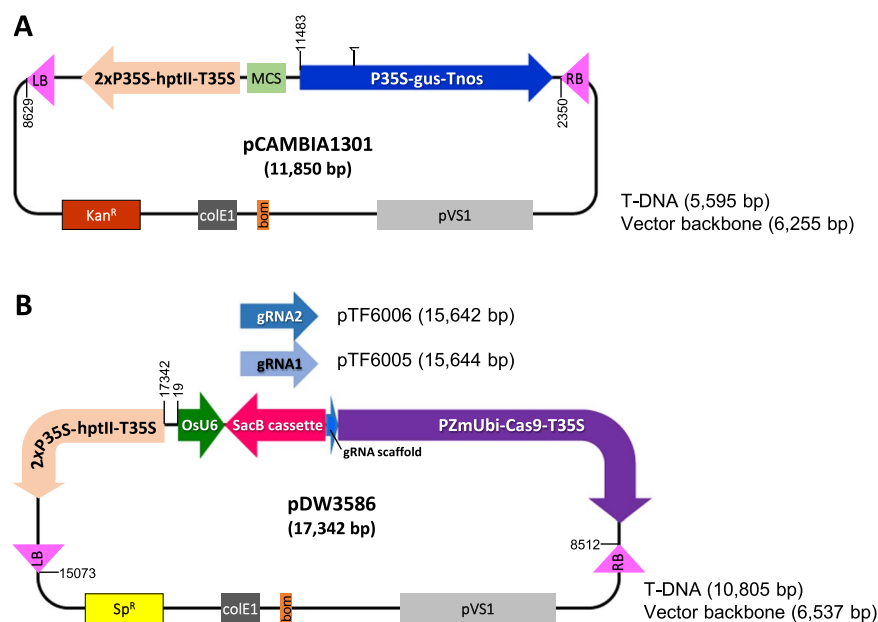 A
11483
1
LB
2xP35S-hptII-T35S
MCS
P35S-gus-Tnos
RB
8629
2350
pCAMBIA1301
(11,850 bp)
Kan^R
colE1
bom
pVS1
T-DNA (5,595 bp)
Vector backbone (6,255 bp)
B
gRNA2
pTF6006 (15,642 bp)
gRNA1
pTF6005 (15,644 bp)
17342
19
2xP35S-hptII-T35S
OsU6
SacB cassette
PZmUbi-Cas9-T35S
gRNA scaffold
pDW3586
(17,342 bp)
LB
15073
8512
RB
Sp^R
colE1
bom
pVS1
T-DNA (10,805 bp)
Vector backbone (6,537 bp)